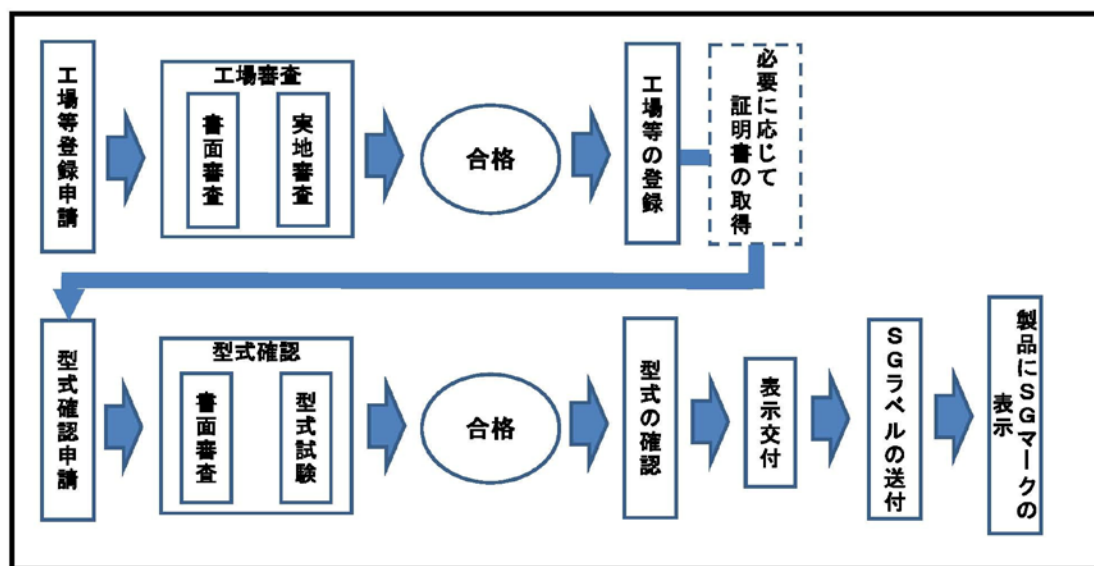 工場等登録申請
工場審査
書面審査
実地審査
合格
工場等の登録
必要に応じて
証明書の取得
型式確認申請
型式確認
書面審査
型式試験
合格
型式の確認
表示交付
SGラベルの送付
製品にSGマークの
表示